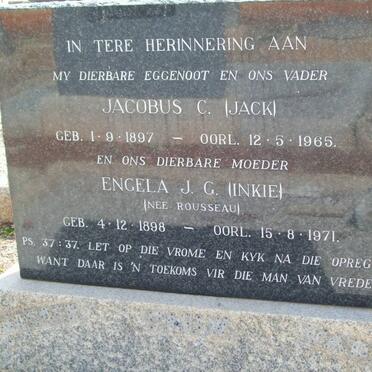 IN TERE HERINNERING AAN
MY DIERBARE EGGENOOT EN ONS VADER
JACOBUS C. (JACK)
GEB. 1·9·1897 — OORL. 12·5·1965.
EN ONS DIERBARE MOEDER
ENGELA J. G. (INKIE)
(NEE ROUSSEAU)
GEB. 4·12·1898 — OORL. 15·8·1971.
PS. 37:37. LET OP DIE VROME EN KYK NA DIE OPREG
WANT DAAR IS 'N TOEKOMS VIR DIE MAN VAN VREDE